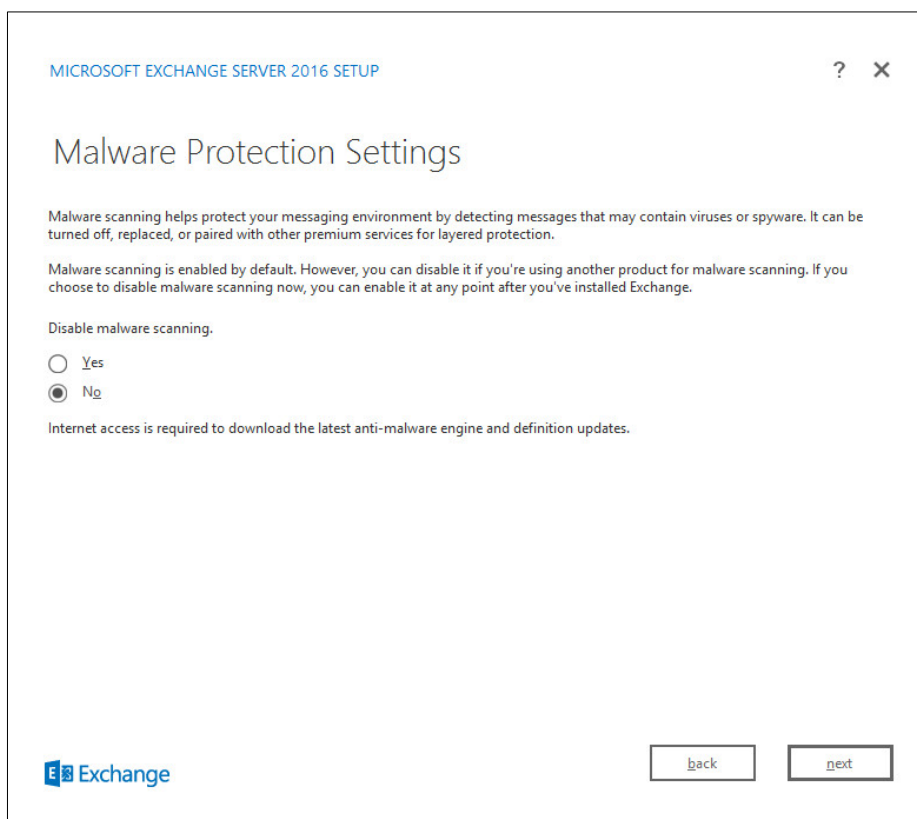 MICROSOFT EXCHANGE SERVER 2016 SETUP
?
Malware Protection Settings
Malware scanning helps protect your messaging environment by detecting messages that may contain viruses or spyware. It can be
turned off, replaced, or paired with other premium services for layered protection.
Malware scanning is enabled by default. However, you can disable it if you're using another product for malware scanning. If you
choose to disable malware scanning now, you can enable it at any point after you've installed Exchange.
Disable malware scanning.
Yes
No
Internet access is required to download the latest anti-malware engine and definition updates.
E Exchange
back
next